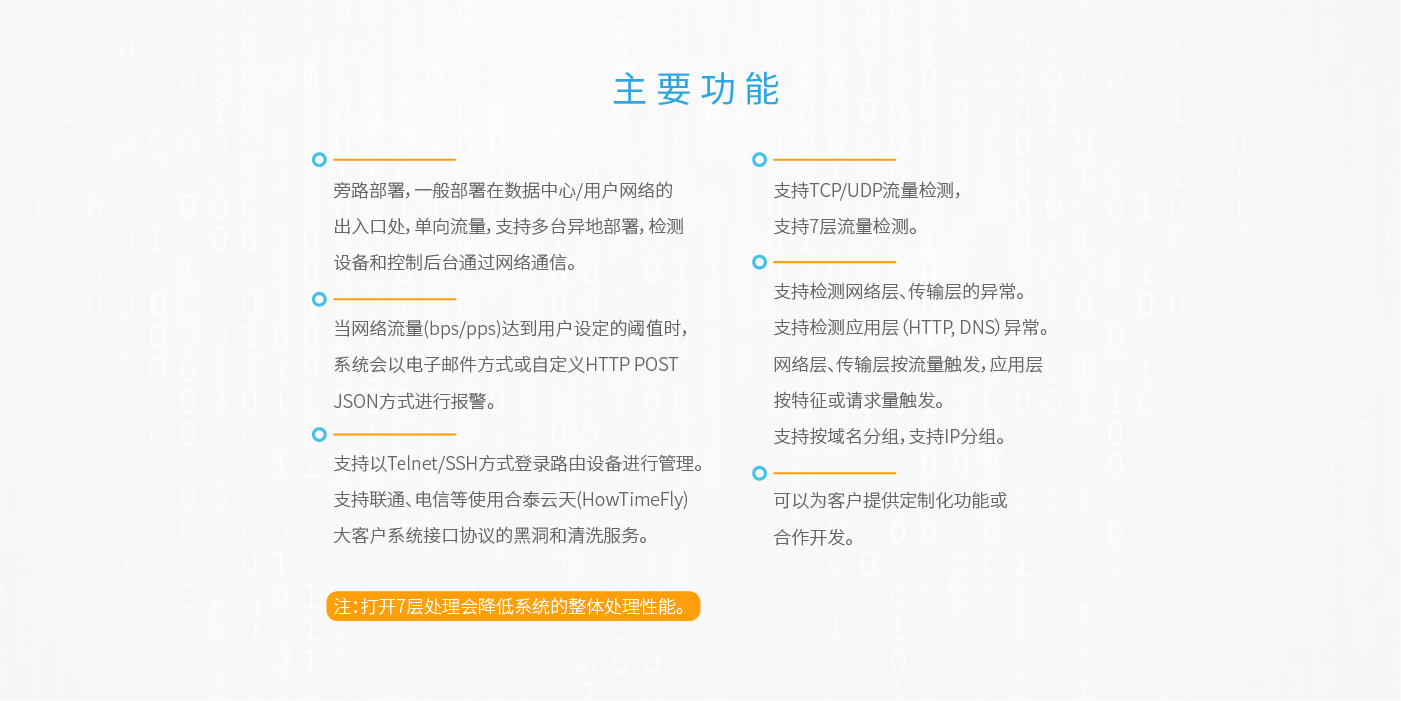 主要功能
旁路部署，一般部署在数据中心/用户网络的
出入口处，单向流量，支持多台异地部署，检测
设备和控制后台通过网络通信。
当网络流量(bps/pps)达到用户设定的阈值时，
系统会以电子邮件方式或自定义HTTP POST
JSON方式进行报警。
支持以Telnet/SSH方式登录路由设备进行管理。
支持联通、电信等使用合泰云天(HowTimeFly)
大客户系统接口协议的黑洞和清洗服务。
注：打开7层处理会降低系统的整体处理性能。
支持TCP/UDP流量检测，
支持7层流量检测。
支持检测网络层、传输层的异常。
支持检测应用层（HTTP, DNS）异常。
网络层、传输层按流量触发，应用层
按特征或请求量触发。
支持按域名分组，支持IP分组。
可以为客户提供定制化功能或
合作开发。